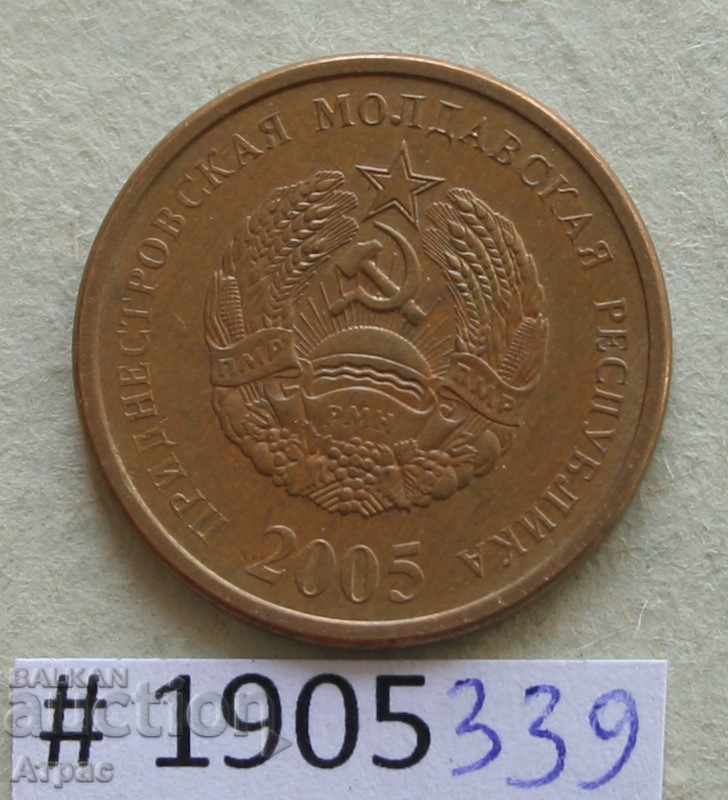 ПРИДНЕСТРОВСКАЯ МОЛДАВСКАЯ РЕСПУБЛИКА
ПМР
ПМР
РМН
2005
BALKAN
auction
Атрас
# 1905339